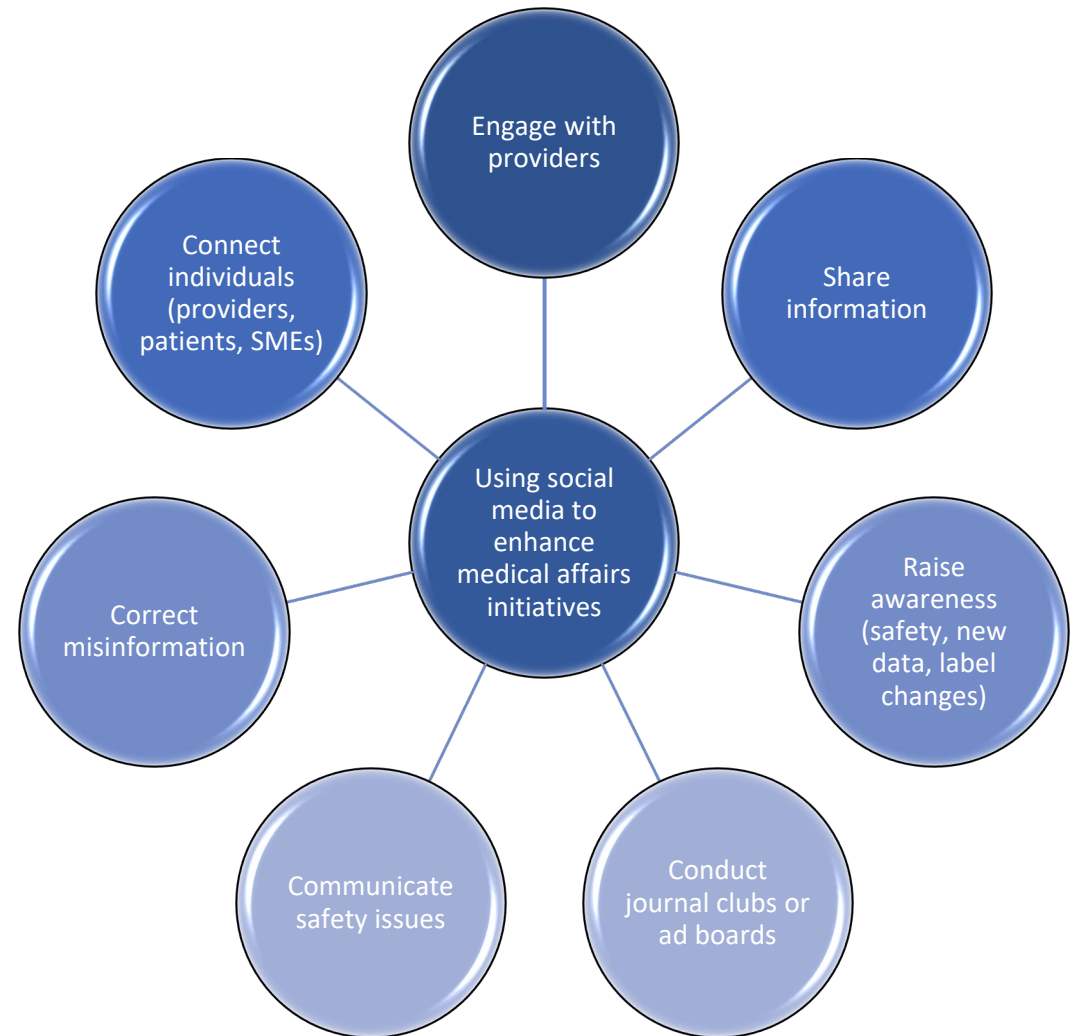 Engage with
providers
Share
information
Raise
awareness
(safety, new
data, label
changes)
Conduct
journal clubs or
ad boards
Communicate
safety issues
Correct
misinformation
Connect
individuals
(providers,
patients, SMEs)
Using social
media to
enhance
medical affairs
initiatives